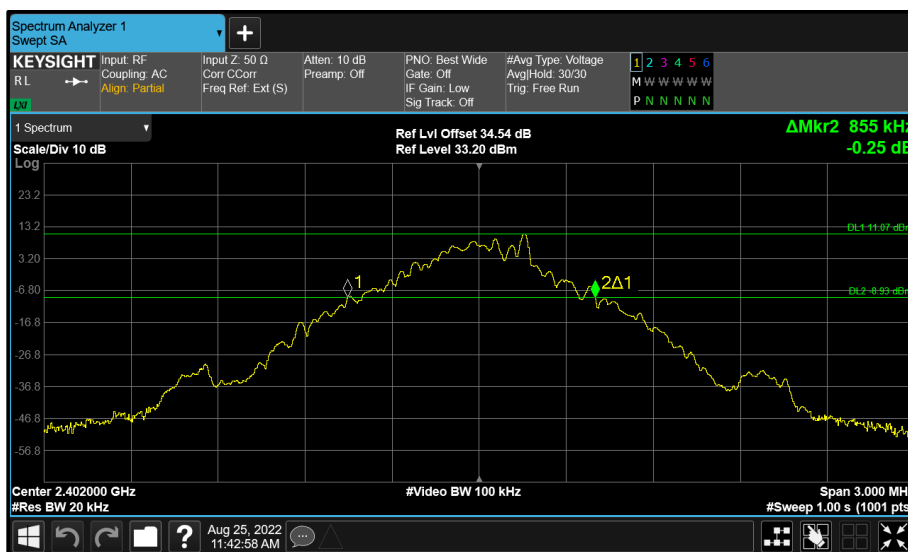 Spectrum Analyzer 1
Swept SA
KEYSIGHT
R L
LXI
Input: RF
Coupling: AC
Align: Partial
Input Z: 50 Ω
Corr CCorr
Freq Ref: Ext (S)
Atten: 10 dB
Preamp: Off
PNO: Best Wide
Gate: Off
IF Gain: Low
Sig Track: Off
#Avg Type: Voltage
Avg|Hold: 30/30
Trig: Free Run
1 2 3 4 5 6
M W W W W W
P N N N N N
1 Spectrum
Scale/Div 10 dB
Log
Ref Lvl Offset 34.54 dB
Ref Level 33.20 dBm
ΔMkr2 855 kHz
-0.25 dB
23.2
13.2
3.20
-6.80
-16.8
-26.8
-36.8
-46.8
-56.8
DL1 11.07 dBm
DL2 -8.93 dBm
1
2Δ1
Center 2.402000 GHz
#Res BW 20 kHz
#Video BW 100 kHz
Span 3.000 MH
#Sweep 1.00 s (1001 pts
?
Aug 25, 2022
11:42:58 AM